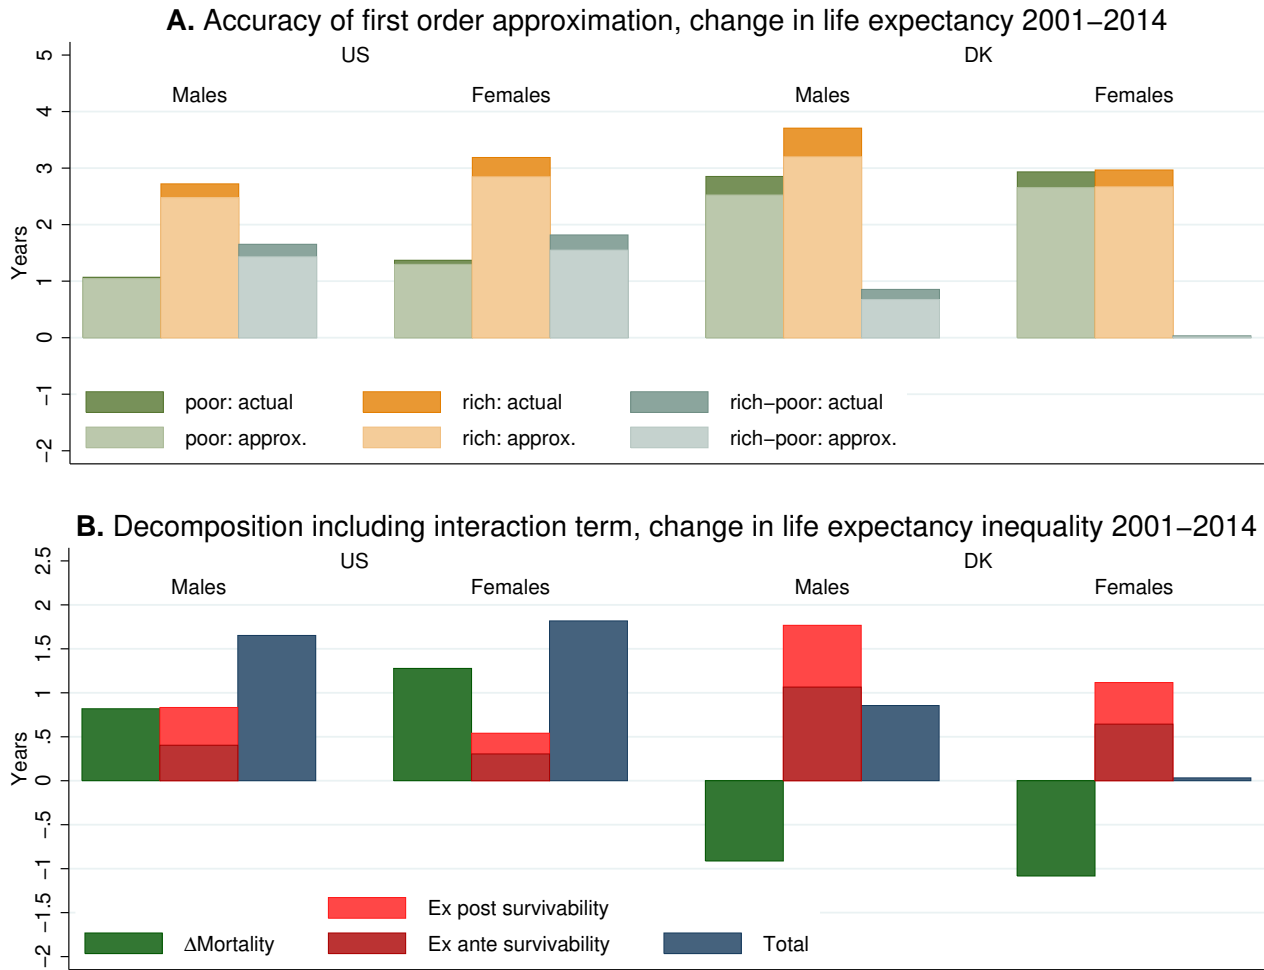 A. Accuracy of first order approximation, change in life expectancy 2001−2014
US DK
Males Females Males Females
Years
5
4
3
2
1
0
−1
−2
poor: actual rich: actual rich−poor: actual
poor: approx. rich: approx. rich−poor: approx.
B. Decomposition including interaction term, change in life expectancy inequality 2001−2014
US DK
Males Females Males Females
Years
2.5
2
1.5
1
.5
0
−.5
−1
−1.5
−2
Ex post survivability
ΔMortality Ex ante survivability Total